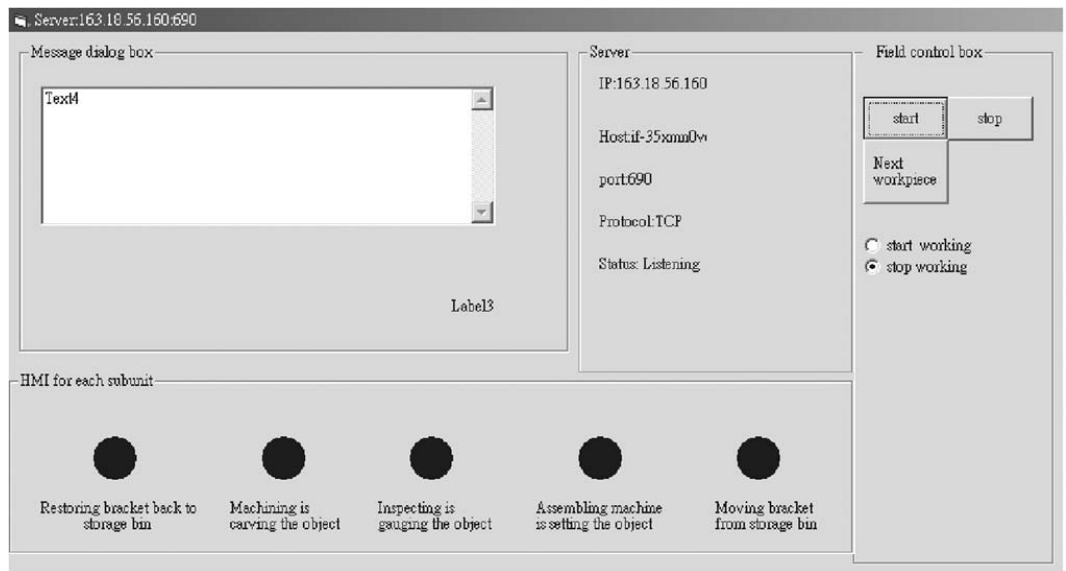 Server:163.18.56.160:690
Message dialog box
Text4
Label3
Server
IP:163.18.56.160
Host:if-35xmn0w
port:690
Protocol:TCP
Status: Listening
Field control box
start
stop
Next
workpiece
start working
stop working
HMI for each subunit
Restoring bracket back to
storage bin
Machining is
carving the object
Inspecting is
gauging the object
Assembling machine
is setting the object
Moving bracket
from storage bin